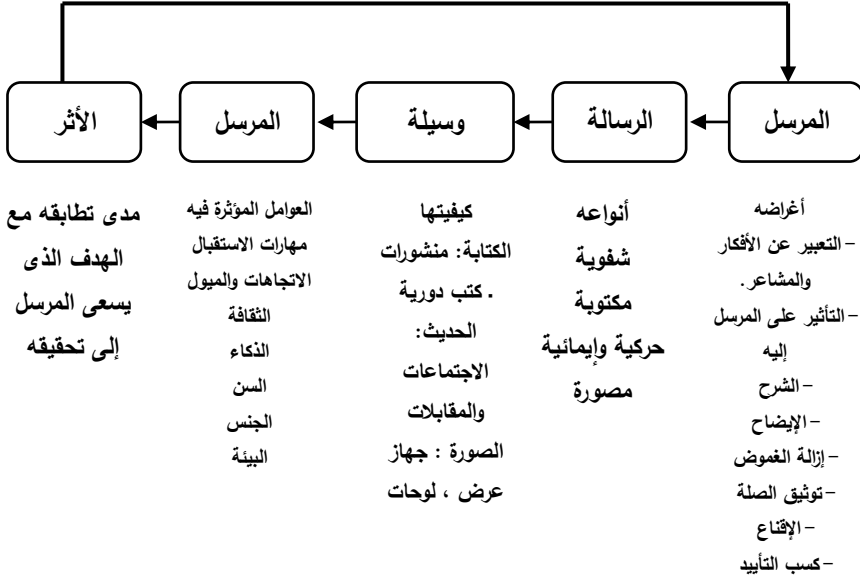 المرسل
الرسالة
وسيلة
المرسل
الأثر
أغراضه
-التعبير عن الأفكار
والمشاعر.
-التأثير على المرسل
إليه
-الشرح
-الإيضاح
-إزالة الغموض
-توثيق الصلة
-الإقناع
-كسب التأييد
أنواعه
شفوية
مكتوبة
حركية وإيمائية
مصورة
كيفيتها
الكتابة: منشورات
. كتب دورية
الحديث:
الاجتماعات
والمقابلات
الصورة : جهاز
عرض ، لوحات
العوامل المؤثرة فيه
مهارات الاستقبال
الاتجاهات والميول
الثقافة
الذكاء
السن
الجنس
البيئة
مدى تطابقه مع
الهدف الذى
يسعى المرسل
إلى تحقيقه